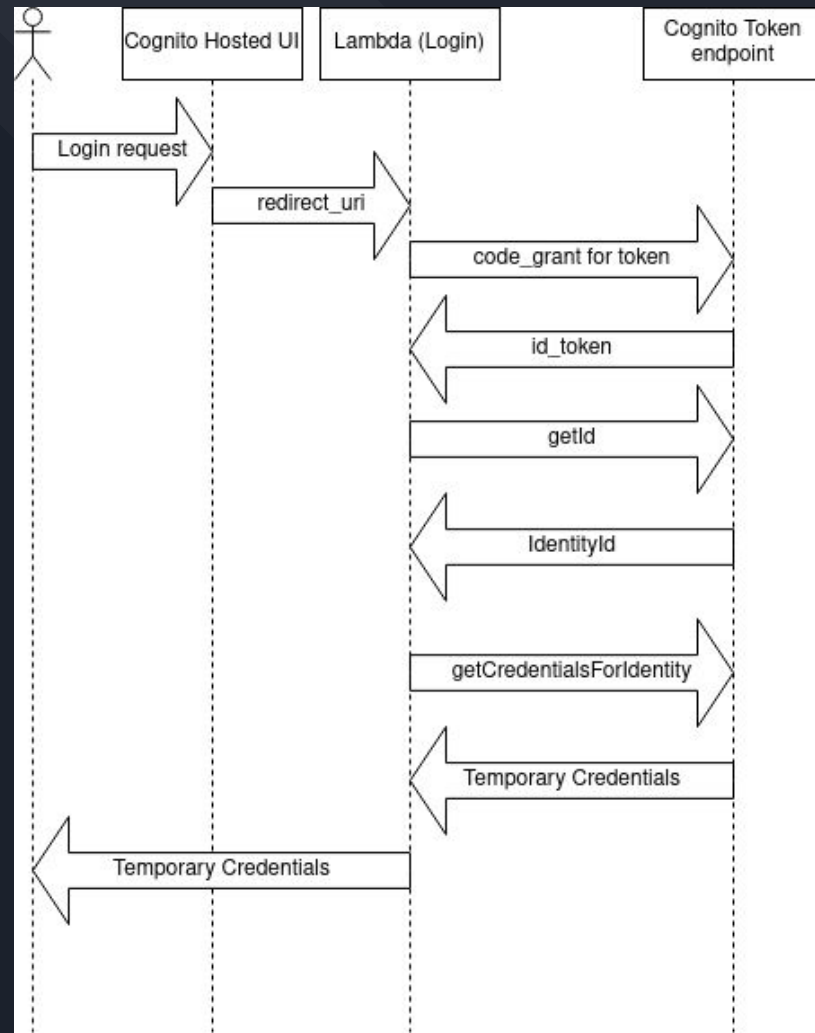 Cognito Hosted UI
Lambda (Login)
Cognito Token
endpoint
Login request
redirect_uri
code_grant for token
id_token
getId
IdentityId
getCredentialsForIdentity
Temporary Credentials
Temporary Credentials